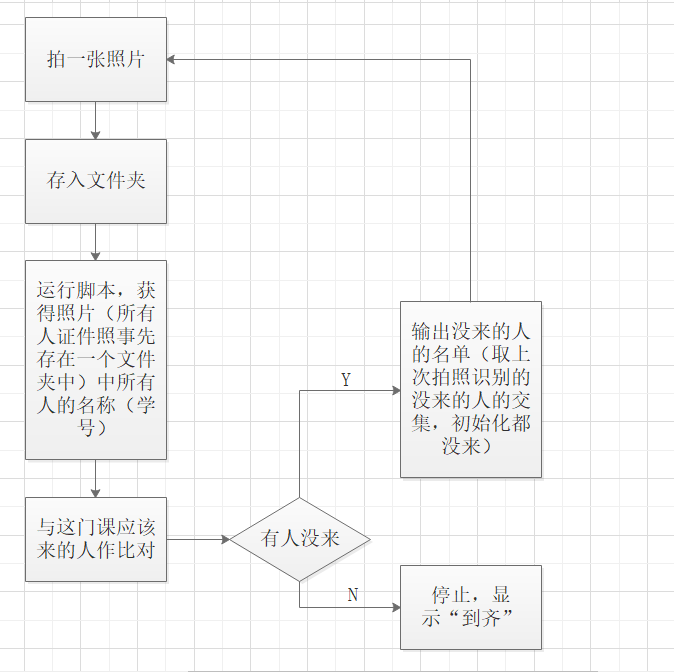 拍一张照片
存入文件夹
运行脚本，获
得照片（所有
人证件照事先
存在一个文件
夹中）中所有
人的名称（学
号）
与这门课应该
来的人作比对
有人没来
Y
输出没来的人
的名单（取上
次拍照识别的
没来的人的交
集，初始化都
没来）
N
停止，显
示“到齐”